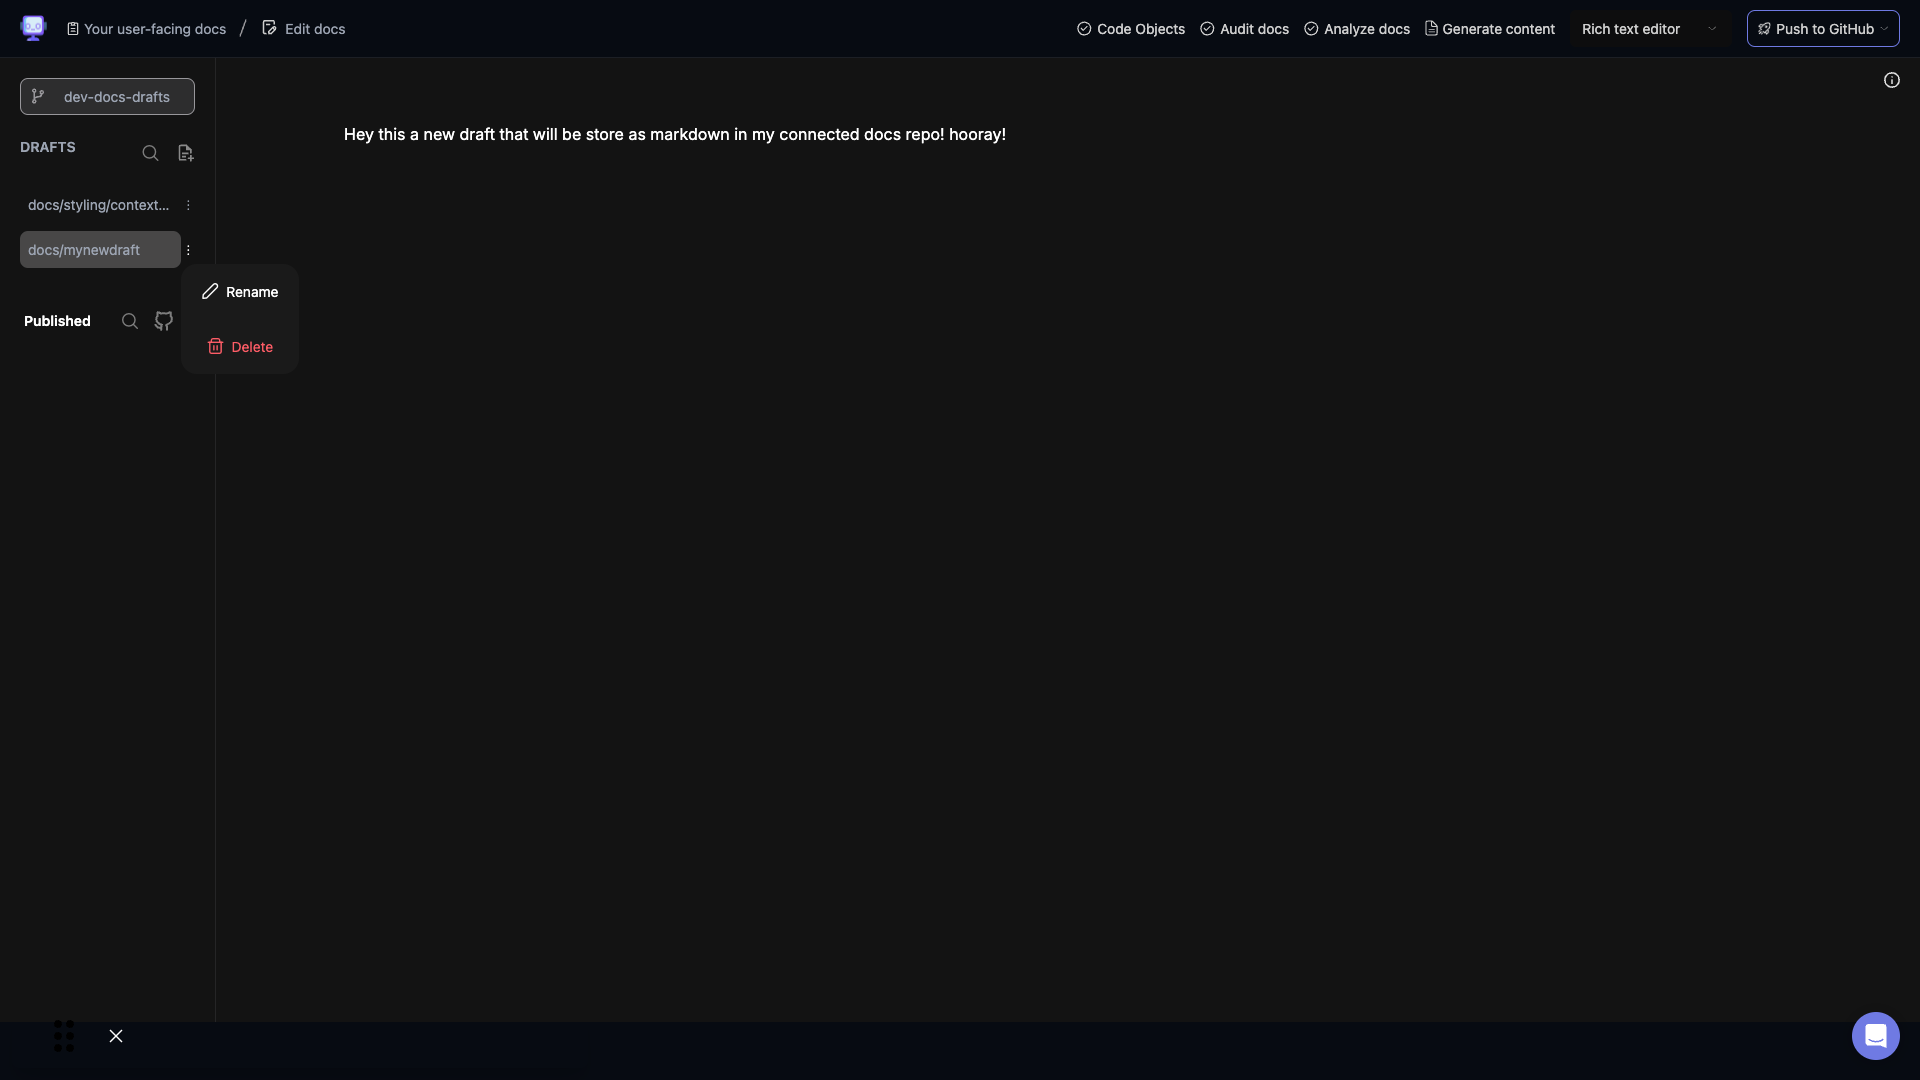 Your user-facing docs / Edit docs
Code Objects Audit docs Analyze docs Generate content Rich text editor Push to GitHub
dev-docs-drafts
DRAFTS
Hey this a new draft that will be store as markdown in my connected docs repo! hooray!
docs/styling/context...
docs/mynewdraft
Rename
Published
Delete